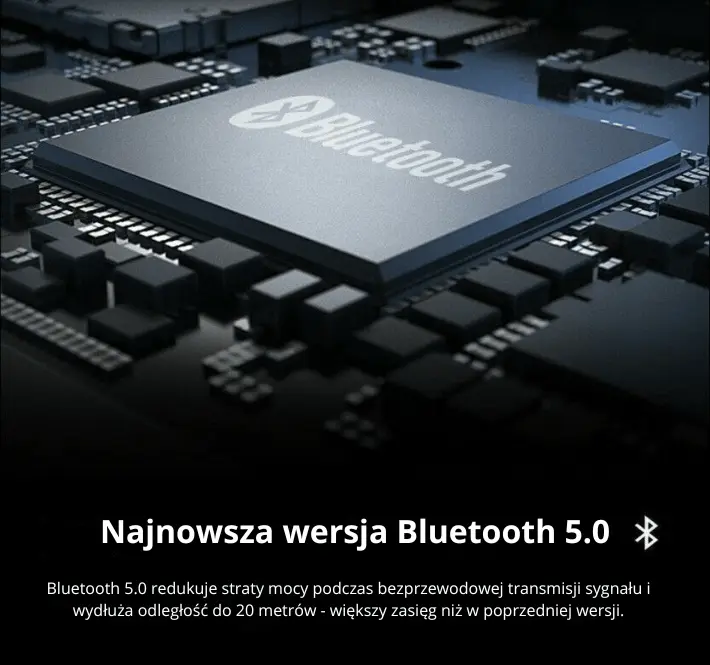 Bluetooth
Najnowsza wersja Bluetooth 5.0
Bluetooth 5.0 redukuje straty mocy podczas bezprzewodowej transmisji sygnału i
wydłuża odległość do 20 metrów - większy zasięg niż w poprzedniej wersji.